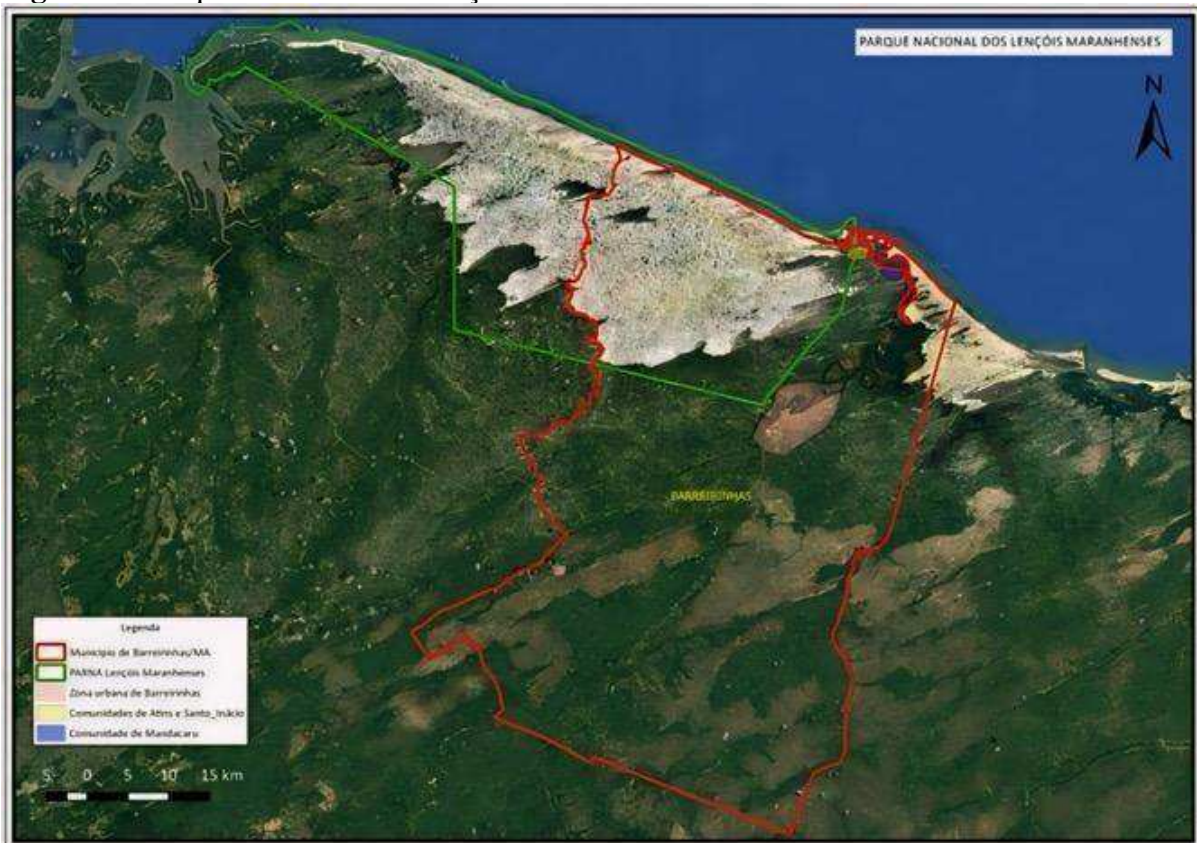 PARQUE NACIONAL DOS LENÇÓIS MARANHENSES
N
BARREIRINHAS
Legenda
Município de Barreirinhas/MA
PARNA Lençóis Maranhenses
Zona urbana de Barreirinhas
Comunidades de Atins e Santo_Inácio
Comunidade de Mandacaru
5 0 5 10 15 km